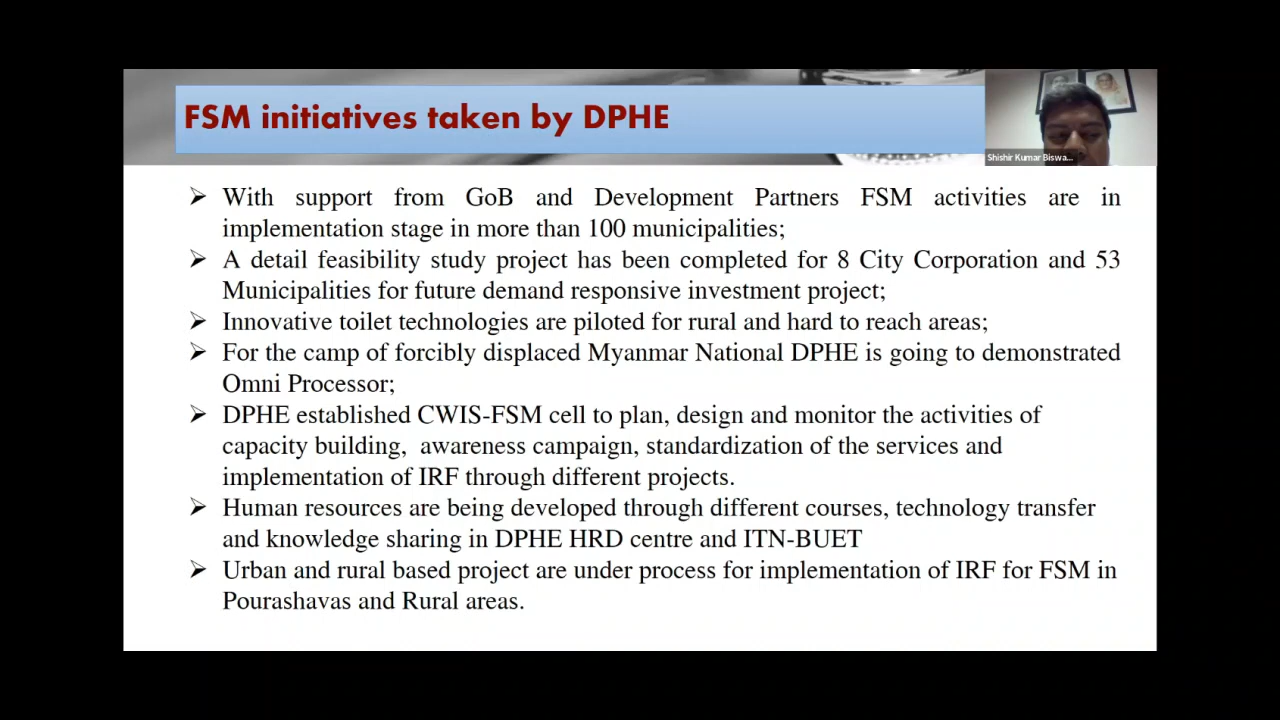 FSM initiatives taken by DPHE
Shishir Kumar Biswa...
➢ With support from GoB and Development Partners FSM activities are in
implementation stage in more than 100 municipalities;
➢ A detail feasibility study project has been completed for 8 City Corporation and 53
Municipalities for future demand responsive investment project;
➢ Innovative toilet technologies are piloted for rural and hard to reach areas;
➢ For the camp of forcibly displaced Myanmar National DPHE is going to demonstrated
Omni Processor;
➢ DPHE established CWIS-FSM cell to plan, design and monitor the activities of
capacity building,  awareness campaign, standardization of the services and
implementation of IRF through different projects.
➢ Human resources are being developed through different courses, technology transfer
and knowledge sharing in DPHE HRD centre and ITN-BUET
➢ Urban and rural based project are under process for implementation of IRF for FSM in
Pourashavas and Rural areas.